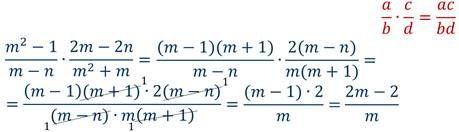 a/b · c/d = ac/bd
(m² − 1)/(m − n) · (2m − 2n)/(m² + m) = ((m − 1)(m + 1))/(m − n) · (2(m − n))/(m(m + 1)) =
= ((m − 1)(m + 1)¹ · 2(m − n)¹)/(₁(m − n) · m₁(m + 1)) = ((m − 1) · 2)/m = (2m − 2)/m